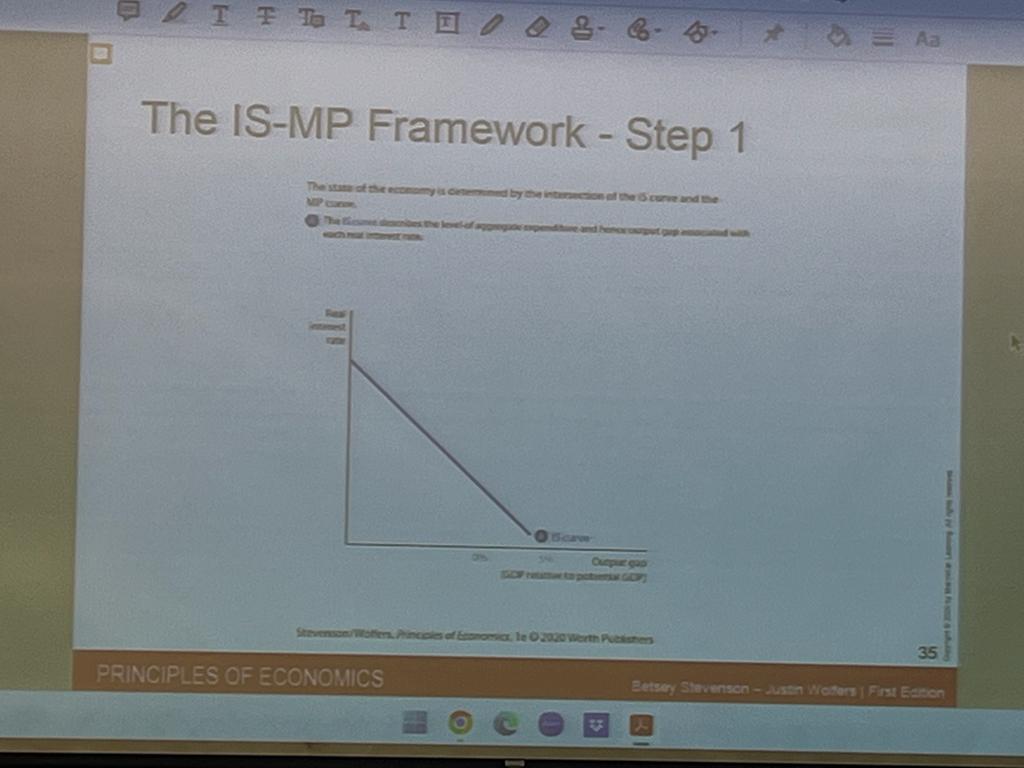 T T T T T T Aa
The IS-MP Framework - Step 1
The state of the economy is determined by the intersection of the IS curve and the
MP curve.
The IS curve describes the level of aggregate expenditure and hence output gap associated with
each real interest rate.
Real
interest
rate
IS curve
0% 5% Output gap
(GDP relative to potential GDP)
Stevenson/Wolfers, Principles of Economics, 1e © 2020 Worth Publishers
35
PRINCIPLES OF ECONOMICS
Betsey Stevenson – Justin Wolfers | First Edition